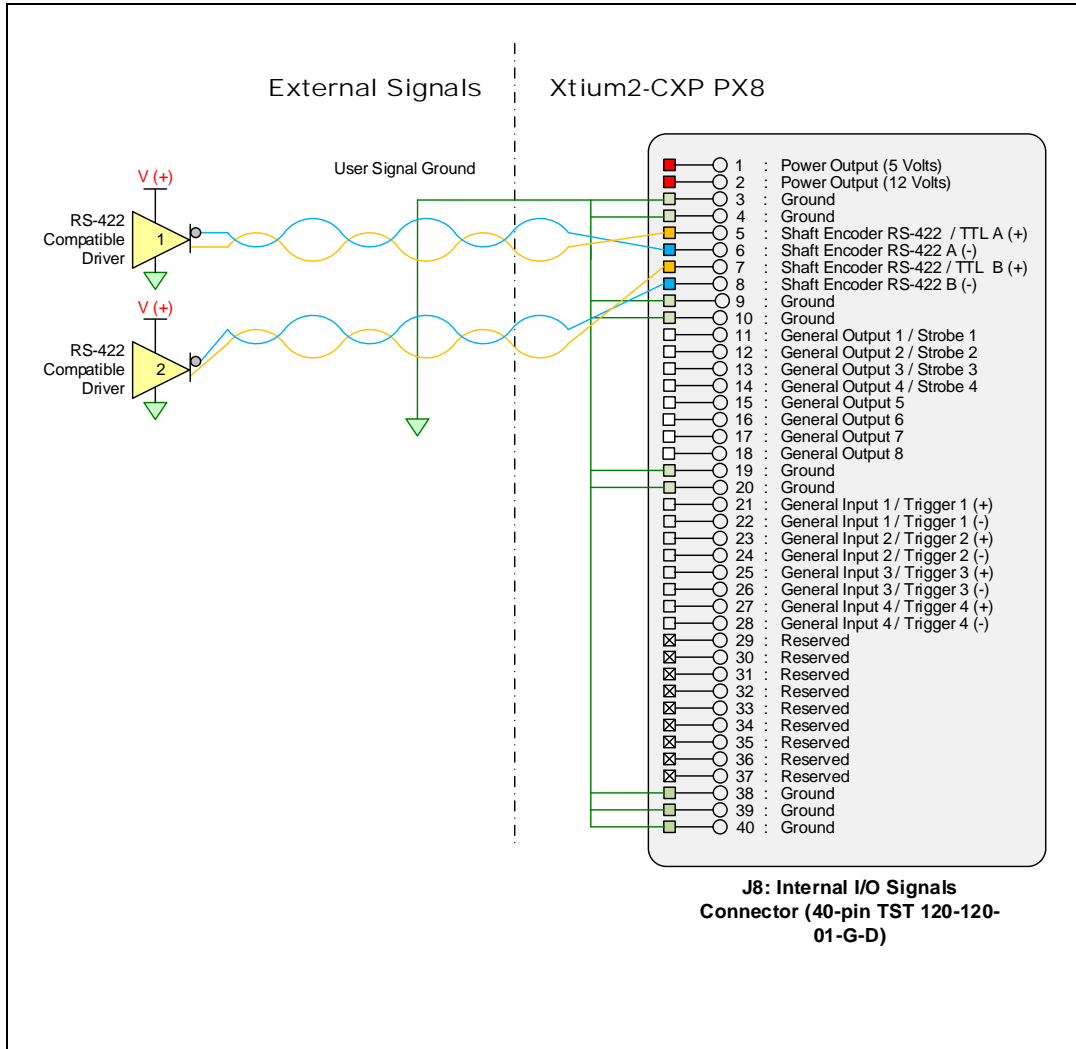 External Signals
Xtium2-CXP PX8
User Signal Ground
V (+)
RS-422
Compatible
Driver
1
V (+)
RS-422
Compatible
Driver
2
1 : Power Output (5 Volts)
2 : Power Output (12 Volts)
3 : Ground
4 : Ground
5 : Shaft Encoder RS-422 / TTL A (+)
6 : Shaft Encoder RS-422 A (-)
7 : Shaft Encoder RS-422 / TTL B (+)
8 : Shaft Encoder RS-422 B (-)
9 : Ground
10 : Ground
11 : General Output 1 / Strobe 1
12 : General Output 2 / Strobe 2
13 : General Output 3 / Strobe 3
14 : General Output 4 / Strobe 4
15 : General Output 5
16 : General Output 6
17 : General Output 7
18 : General Output 8
19 : Ground
20 : Ground
21 : General Input 1 / Trigger 1 (+)
22 : General Input 1 / Trigger 1 (-)
23 : General Input 2 / Trigger 2 (+)
24 : General Input 2 / Trigger 2 (-)
25 : General Input 3 / Trigger 3 (+)
26 : General Input 3 / Trigger 3 (-)
27 : General Input 4 / Trigger 4 (+)
28 : General Input 4 / Trigger 4 (-)
29 : Reserved
30 : Reserved
31 : Reserved
32 : Reserved
33 : Reserved
34 : Reserved
35 : Reserved
36 : Reserved
37 : Reserved
38 : Ground
39 : Ground
40 : Ground
J8: Internal I/O Signals
Connector (40-pin TST 120-120-
01-G-D)